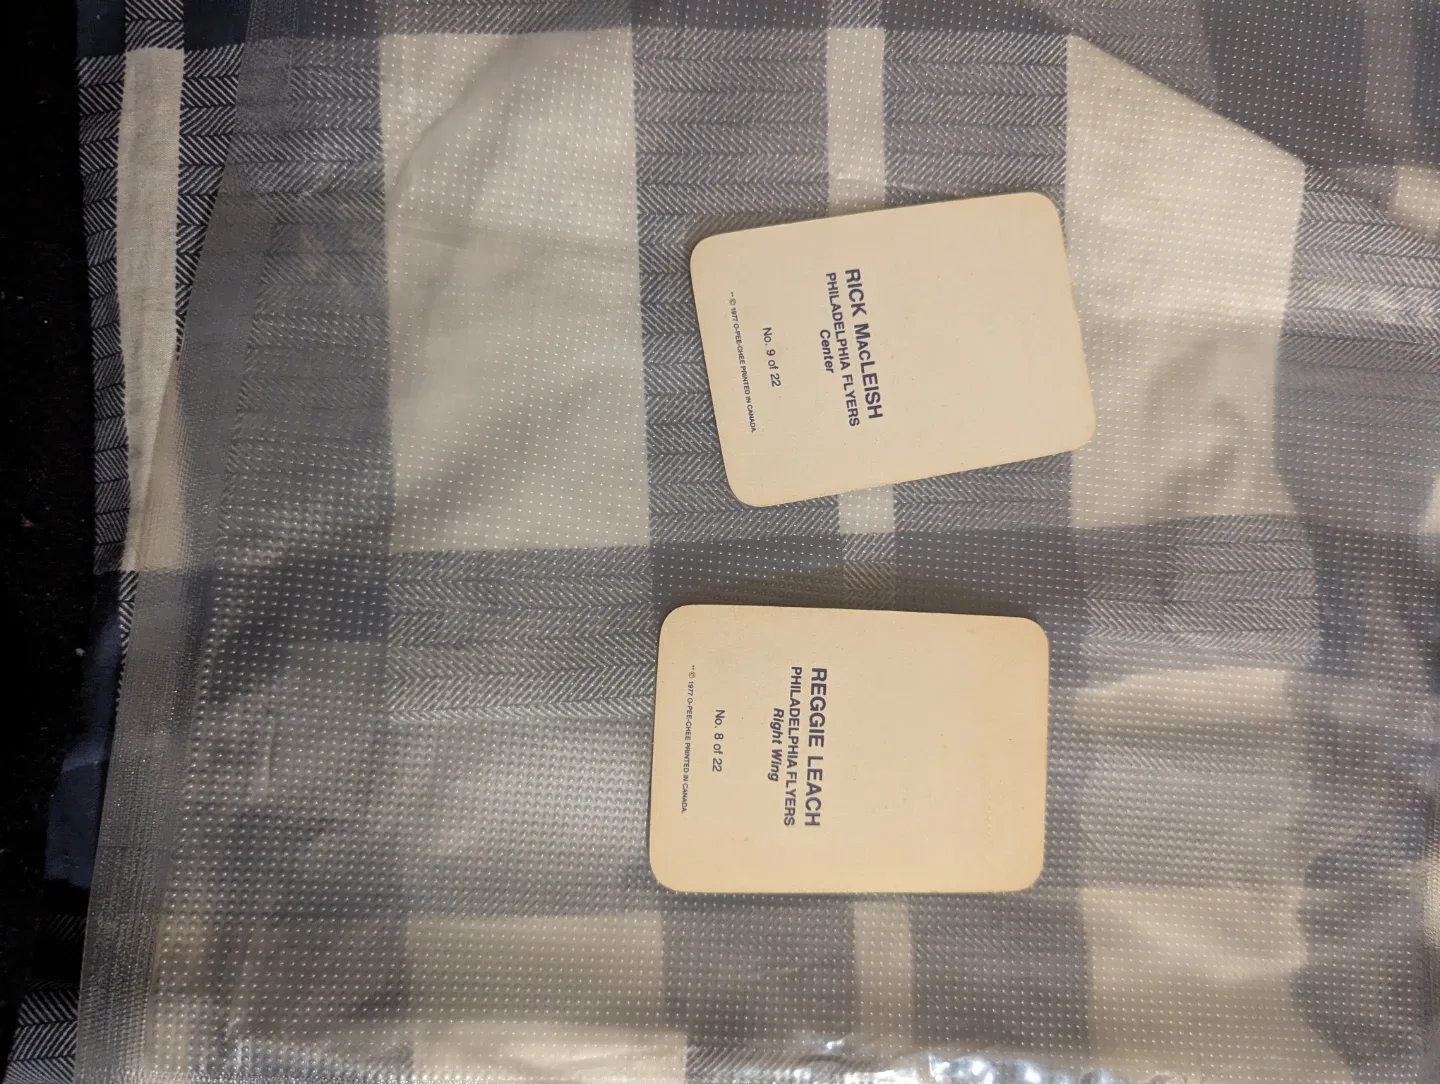 RICK MACLEISH
PHILADELPHIA FLYERS
Center
No. 9 of 22
** © 1977 O-PEE-CHEE PRINTED IN CANADA.
REGGIE LEACH
PHILADELPHIA FLYERS
Right Wing
No. 8 of 22
** © 1977 O-PEE-CHEE PRINTED IN CANADA.